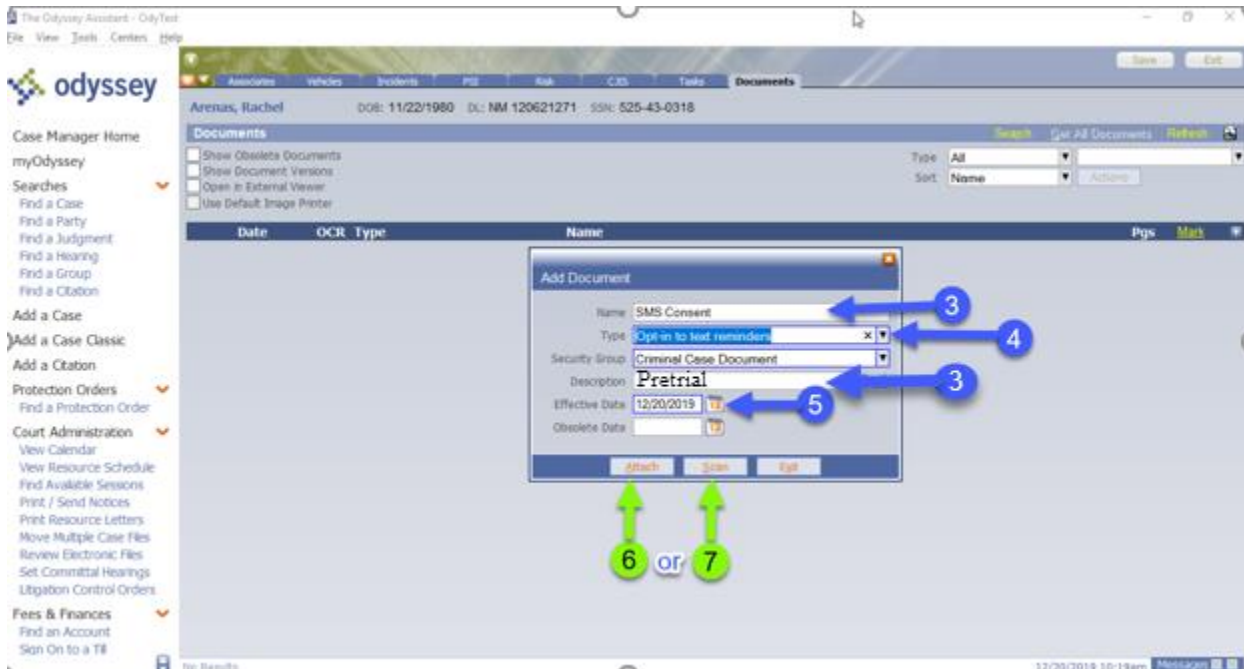 The Odyssey Assistant - OdyTest
File View Tools Centers Help
odyssey
Save Exit
Associates Vehicles Incidents PSI Risk CXS Tasks Documents
Arenas, Rachel DOB: 11/22/1980 DL: NM 120621271 SSN: 525-43-0318
Documents Search Get All Documents Refresh
Show Obsolete Documents
Show Document Versions
Open in External Viewer
Use Default Image Printer
Type All
Sort Name Actions
Date OCR Type Name Pgs Mark
Case Manager Home
myOdyssey
Searches
Find a Case
Find a Party
Find a Judgment
Find a Hearing
Find a Group
Find a Citation
Add a Case
Add a Case Classic
Add a Citation
Protection Orders
Find a Protection Order
Court Administration
View Calendar
View Resource Schedule
Find Available Sessions
Print / Send Notices
Print Resource Letters
Move Multiple Case Files
Review Electronic Files
Set Committal Hearings
Litigation Control Orders
Fees & Finances
Find an Account
Sign On to a Till
Add Document
Name SMS Consent 3
Type Opt-in to text reminders x 4
Security Group Criminal Case Document
Description Pretrial 3
Effective Date 12/20/2019 12 5
Obsolete Date 12
Attach Scan Exit
6 or 7
No Results 12/20/2019 10:19am Messages